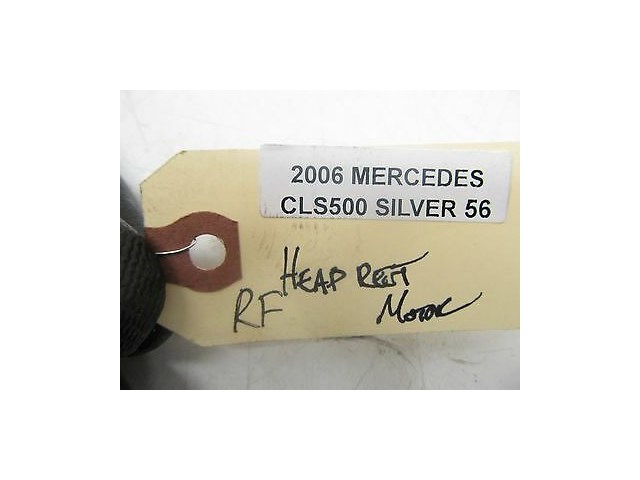 2006 MERCEDES
CLS500 SILVER 56
HEAD REST
RF MOTOR